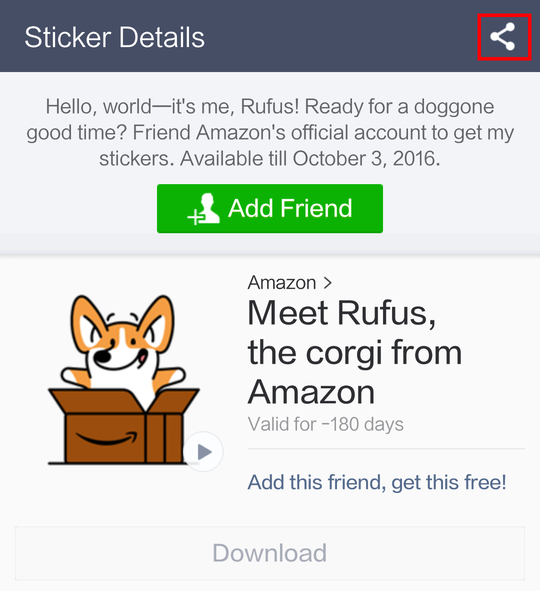 Sticker Details
Hello, world—it's me, Rufus! Ready for a doggone
good time? Friend Amazon's official account to get my
stickers. Available till October 3, 2016.
Add Friend
Amazon >
Meet Rufus,
the corgi from
Amazon
Valid for -180 days
Add this friend, get this free!
Download